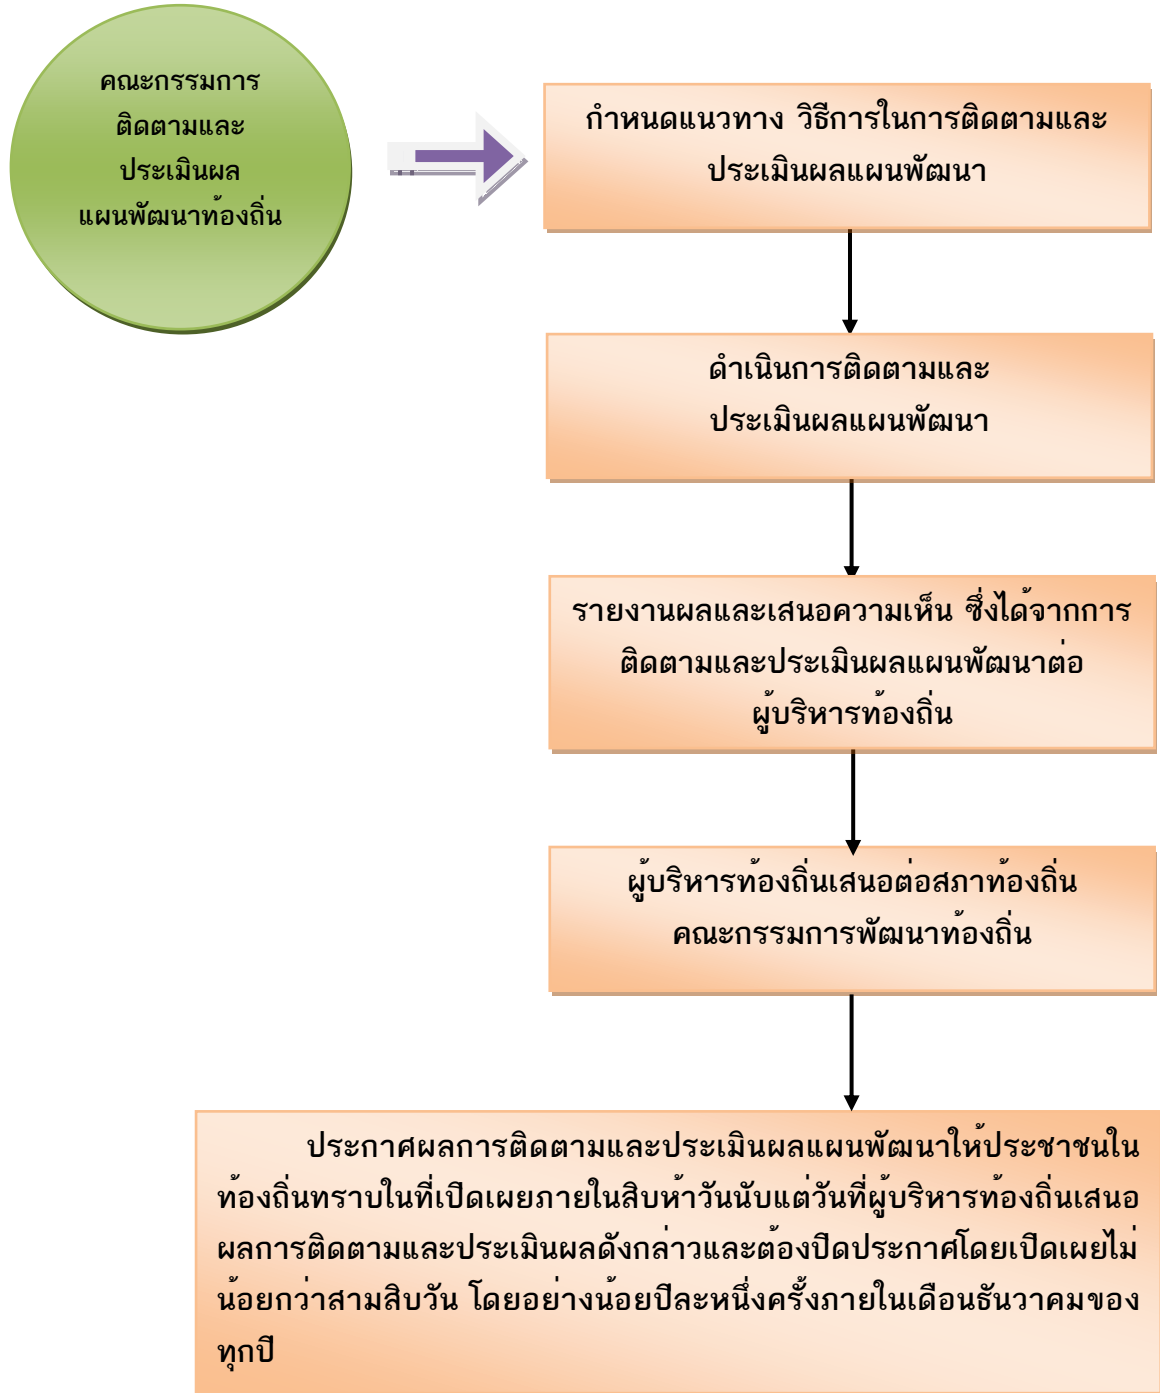 คณะกรรมการ
ติดตามและ
ประเมินผล
แผนพัฒนาท้องถิ่น
กำหนดแนวทาง วิธีการในการติดตามและ
ประเมินผลแผนพัฒนา
ดำเนินการติดตามและ
ประเมินผลแผนพัฒนา
รายงานผลและเสนอความเห็น ซึ่งได้จากการ
ติดตามและประเมินผลแผนพัฒนาต่อ
ผู้บริหารท้องถิ่น
ผู้บริหารท้องถิ่นเสนอต่อสภาท้องถิ่น
คณะกรรมการพัฒนาท้องถิ่น
ประกาศผลการติดตามและประเมินผลแผนพัฒนาให้ประชาชนใน
ท้องถิ่นทราบในที่เปิดเผยภายในสิบห้าวันนับแต่วันที่ผู้บริหารท้องถิ่นเสนอ
ผลการติดตามและประเมินผลดังกล่าวและต้องปิดประกาศโดยเปิดเผยไม่
น้อยกว่าสามสิบวัน โดยอย่างน้อยปีละหนึ่งครั้งภายในเดือนธันวาคมของ
ทุกปี